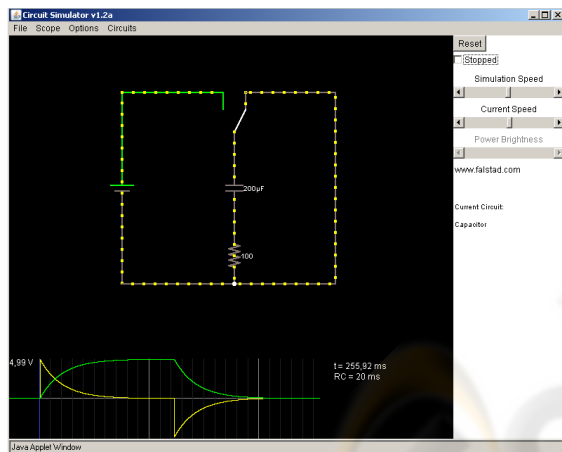 Circuit Simulator v1.2a
File Scope Options Circuits
Reset
Stopped
Simulation Speed
Current Speed
Power Brightness
www.falstad.com
Current Circuit:
Capacitor
200µF
100
4,99 V
t = 255,92 ms
RC = 20 ms
Java Applet Window